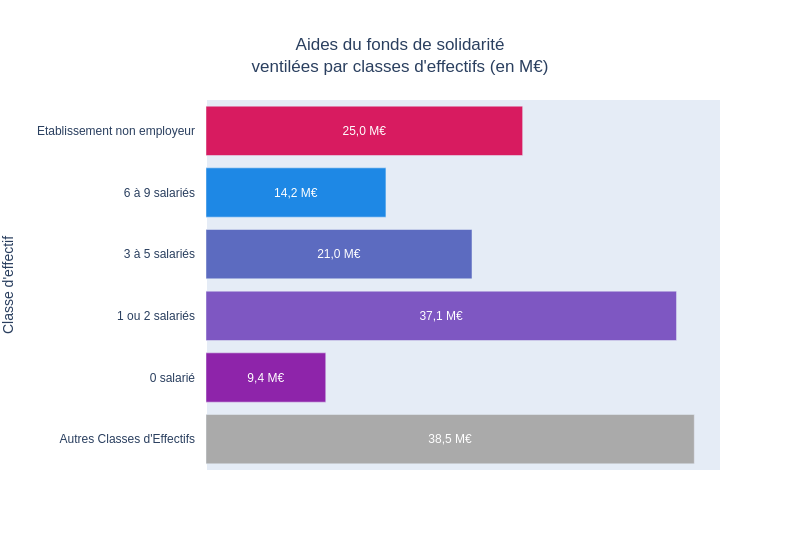 Aides du fonds de solidarité
ventilées par classes d'effectifs (en M€)
Classe d'effectif
Etablissement non employeur
25,0 M€
6 à 9 salariés
14,2 M€
3 à 5 salariés
21,0 M€
1 ou 2 salariés
37,1 M€
0 salarié
9,4 M€
Autres Classes d'Effectifs
38,5 M€